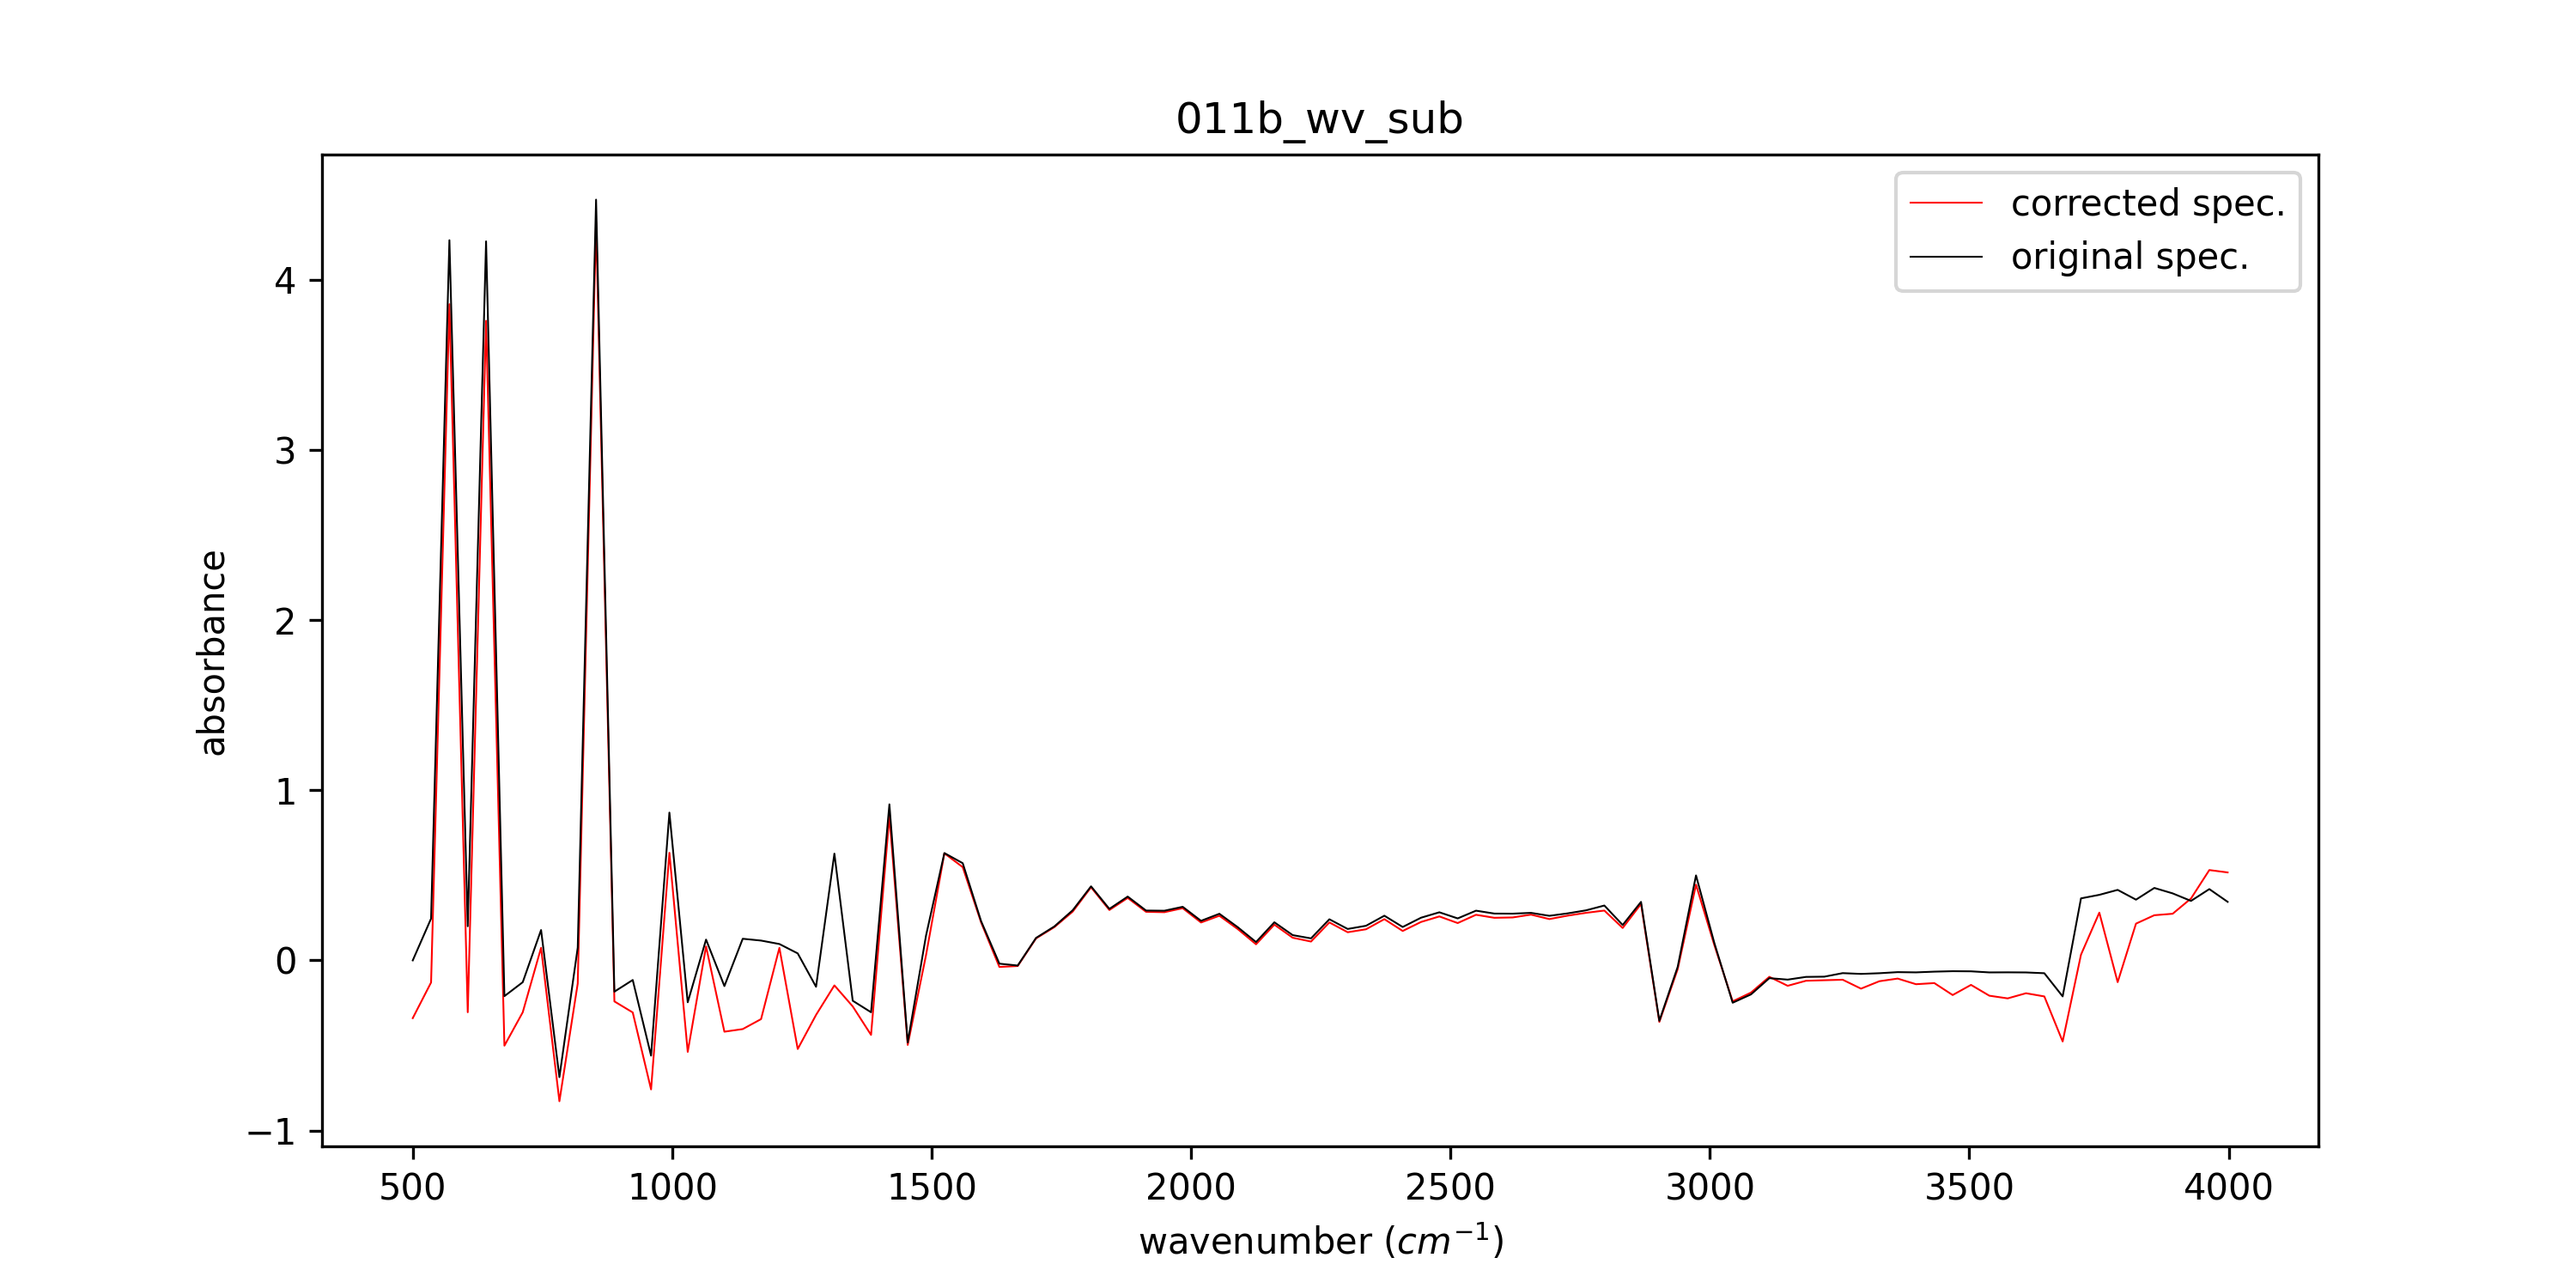 011b_wv_sub
corrected spec.
original spec.
4
3
2
1
0
−1
absorbance
500 1000 1500 2000 2500 3000 3500 4000
wavenumber (cm⁻¹)